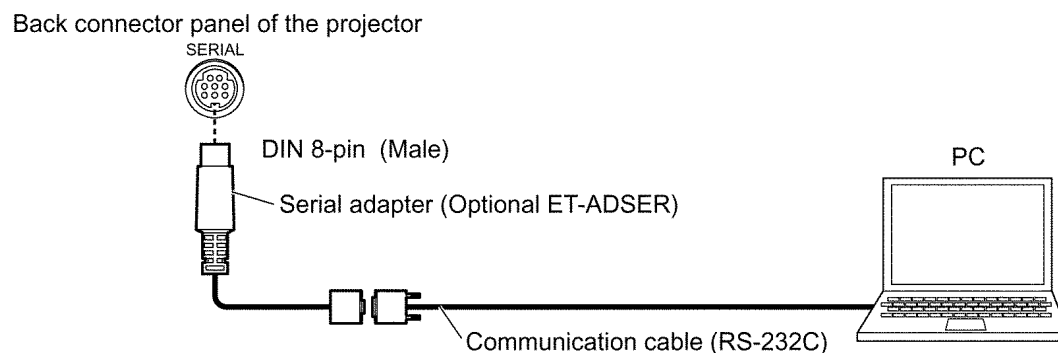 Back connector panel of the projector
SERIAL
DIN 8-pin (Male)
PC
Serial adapter (Optional ET-ADSER)
Communication cable (RS-232C)